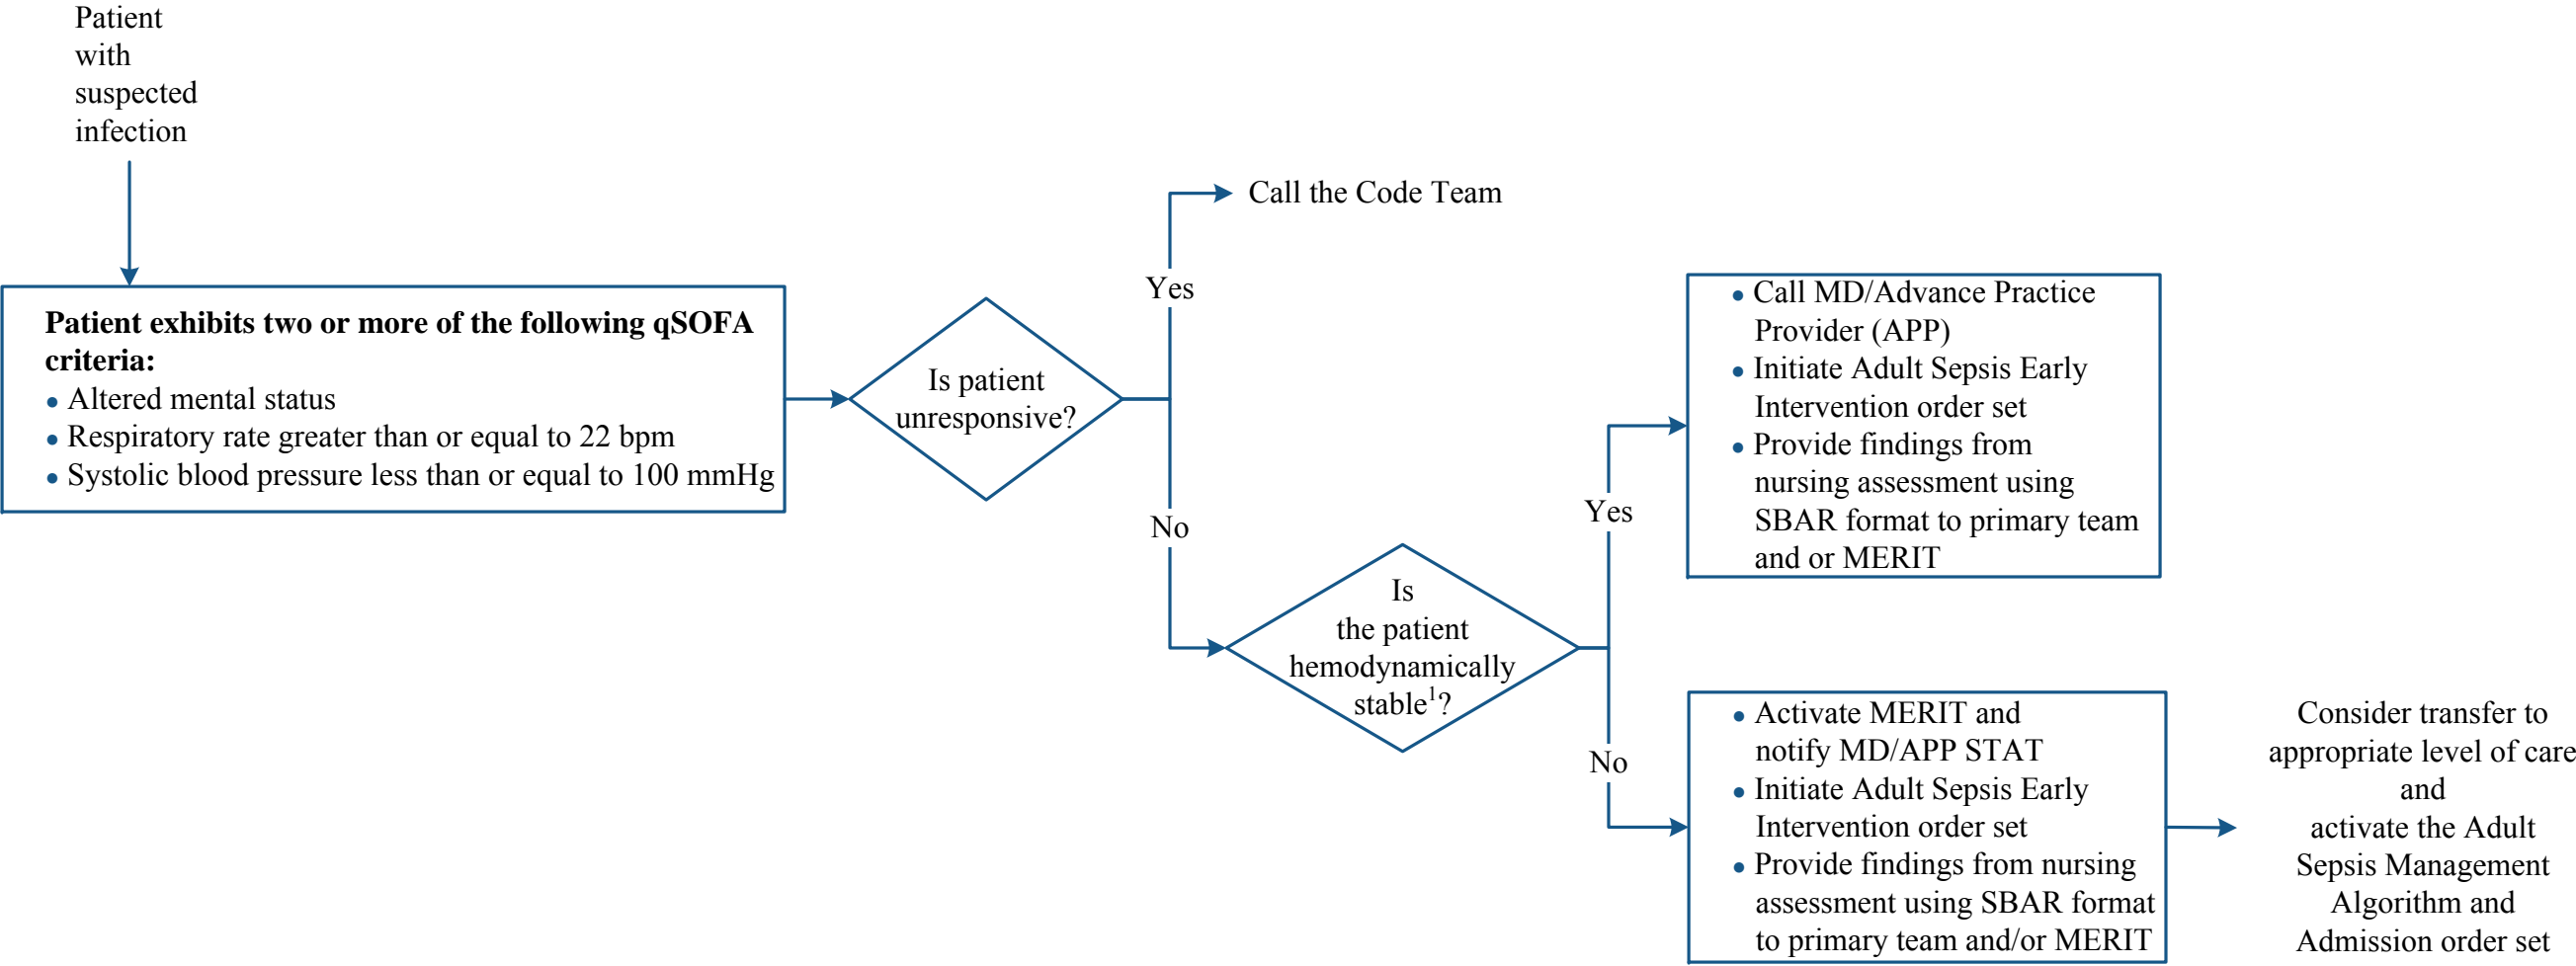 Patient
with
suspected
infection
Patient exhibits two or more of the following qSOFA
criteria:
● Altered mental status
● Respiratory rate greater than or equal to 22 bpm
● Systolic blood pressure less than or equal to 100 mmHg
Is patient
unresponsive?
Yes
Call the Code Team
No
Is
the patient
hemodynamically
stable¹?
Yes
● Call MD/Advance Practice
Provider (APP)
● Initiate Adult Sepsis Early
Intervention order set
● Provide findings from
nursing assessment using
SBAR format to primary team
and or MERIT
No
● Activate MERIT and
notify MD/APP STAT
● Initiate Adult Sepsis Early
Intervention order set
● Provide findings from nursing
assessment using SBAR format
to primary team and/or MERIT
Consider transfer to
appropriate level of care
and
activate the Adult
Sepsis Management
Algorithm and
Admission order set